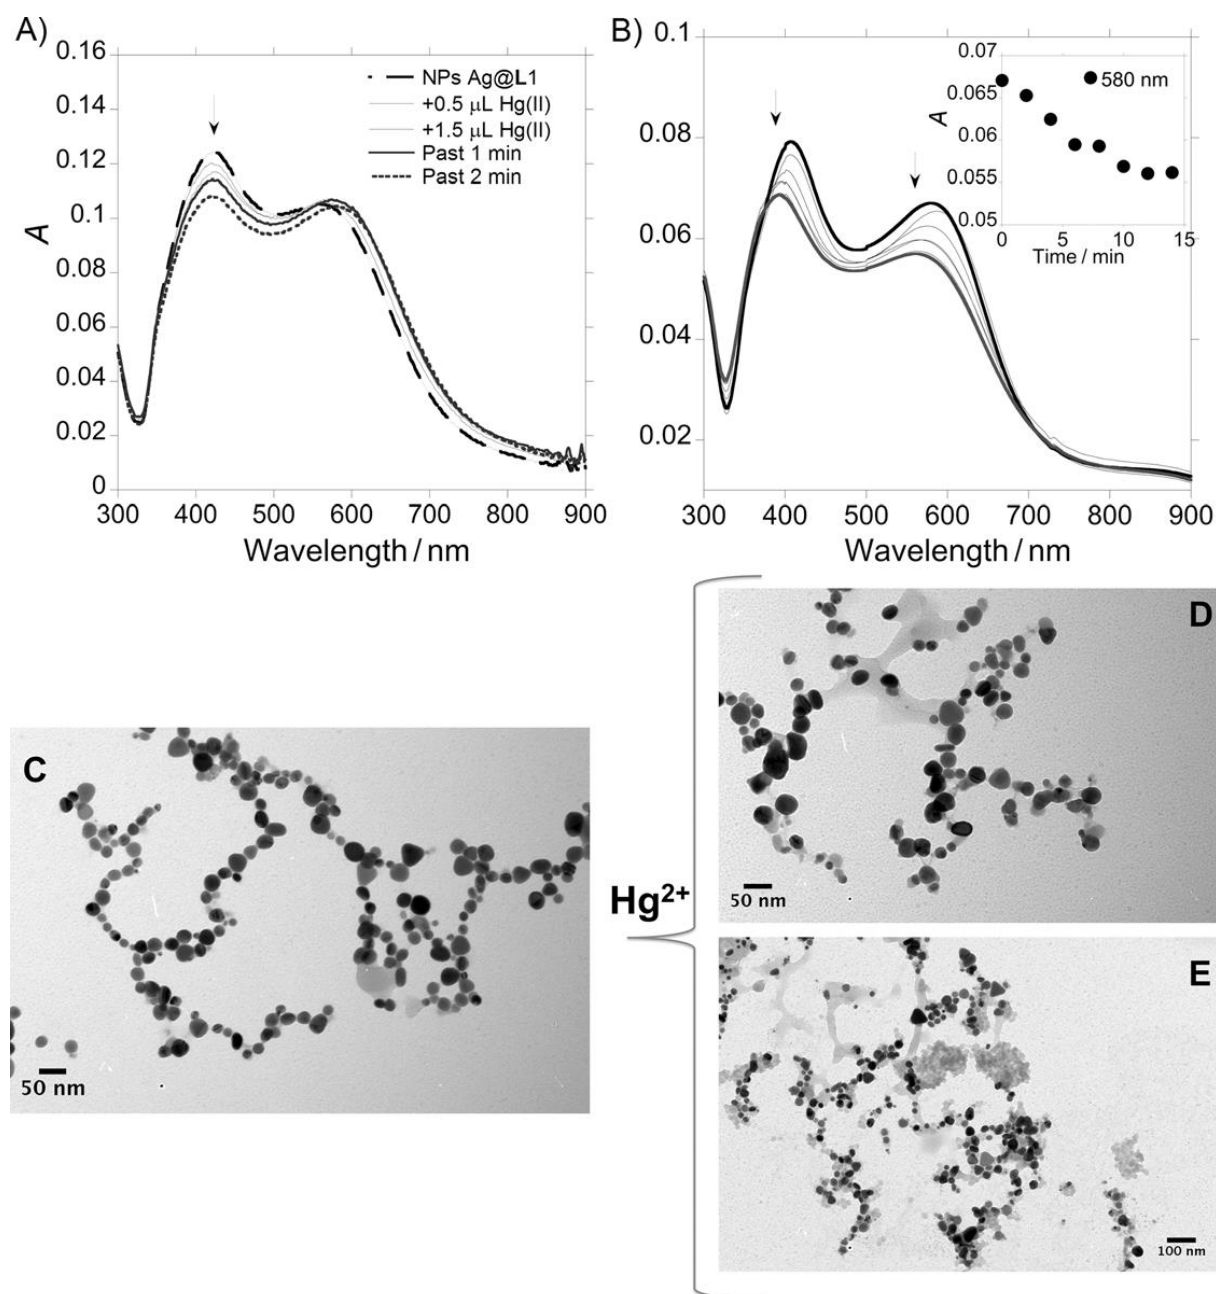 A)
0.16
0.14
0.12
0.1
0.08
0.06
0.04
0.02
0
A
NPs Ag@L1
+0.5 µL Hg(II)
+1.5 µL Hg(II)
Past 1 min
Past 2 min
300 400 500 600 700 800 900
Wavelength / nm
B)
0.1
0.08
0.06
0.04
0.02
A
0.07
0.065
0.06
0.055
0.05
A
580 nm
0 5 10 15
Time / min
300 400 500 600 700 800 900
Wavelength / nm
C
50 nm
Hg²⁺
D
50 nm
E
100 nm